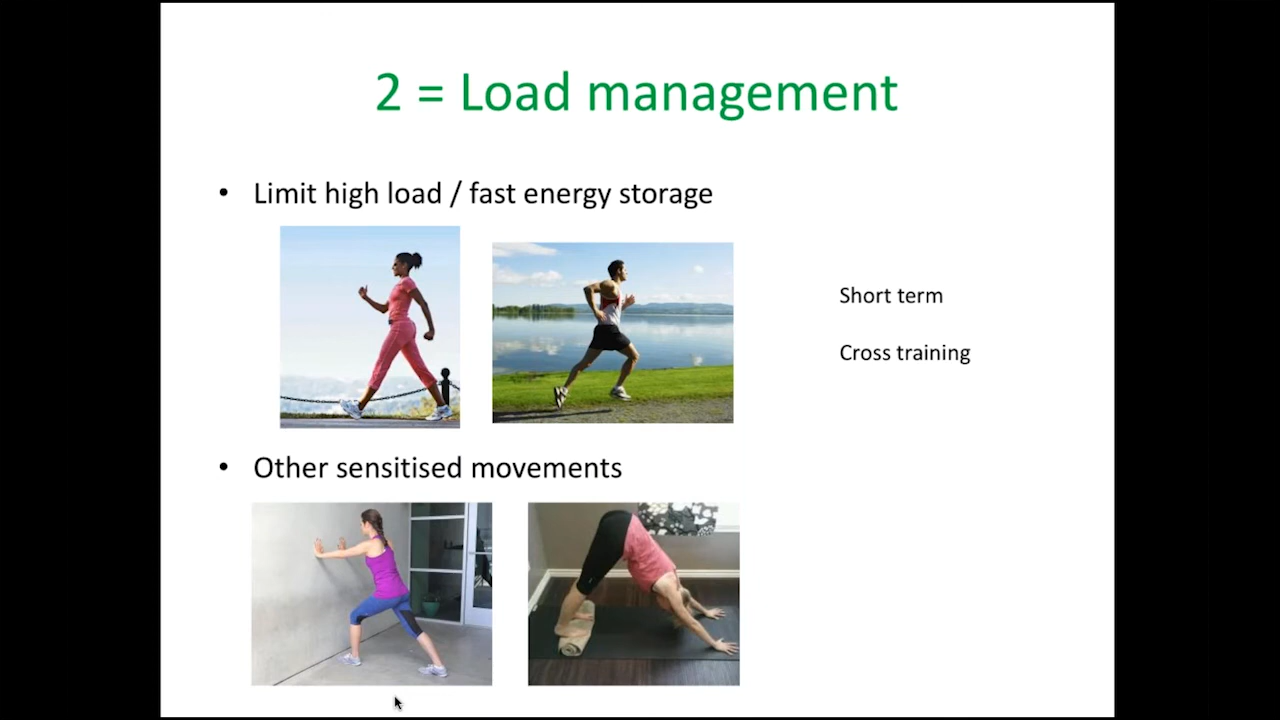 2 = Load management
• Limit high load / fast energy storage
Short term
Cross training
• Other sensitised movements